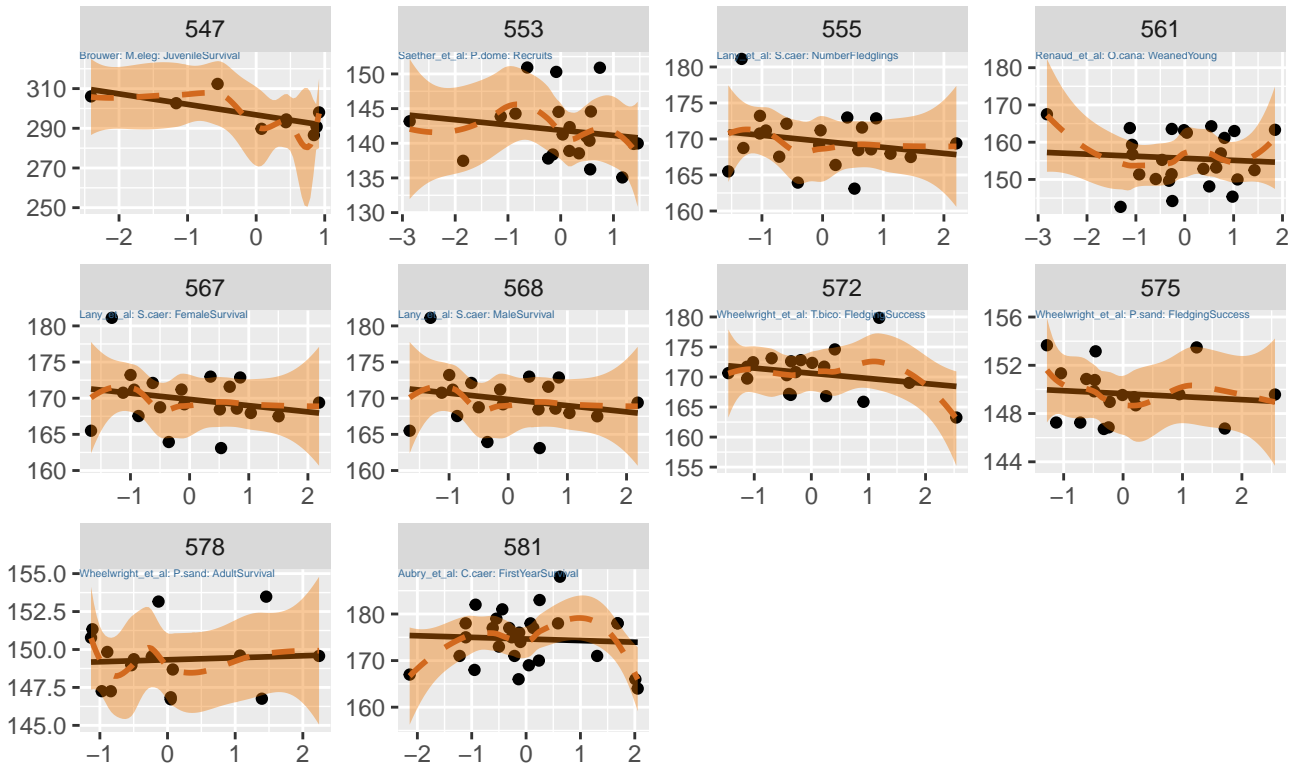 547 553 555 561
Brouwer: M.eleg: JuvenileSurvival Saether_et_al: P.dome: Recruits Lany_et_al: S.caer: NumberFledglings Renaud_et_al: O.cana: WeanedYoung
310 290 270 250
−2 −1 0 1
150 145 140 135 130
−3 −2 −1 0 1
180 175 170 165 160
−1 0 1 2
180 170 160 150
−3 −2 −1 0 1 2
567 568 572 575
Lany_et_al: S.caer: FemaleSurvival Lany_et_al: S.caer: MaleSurvival Wheelwright_et_al: T.bico: FledgingSuccess Wheelwright_et_al: P.sand: FledgingSuccess
180 175 170 165 160
−1 0 1 2
180 175 170 165 160
−1 0 1 2
180 175 170 165 160 155
−1 0 1 2
156 152 148 144
−1 0 1 2
578 581
Wheelwright_et_al: P.sand: AdultSurvival Aubry_et_al: C.caer: FirstYearSurvival
155.0 152.5 150.0 147.5 145.0
−1 0 1 2
180 170 160
−2 −1 0 1 2